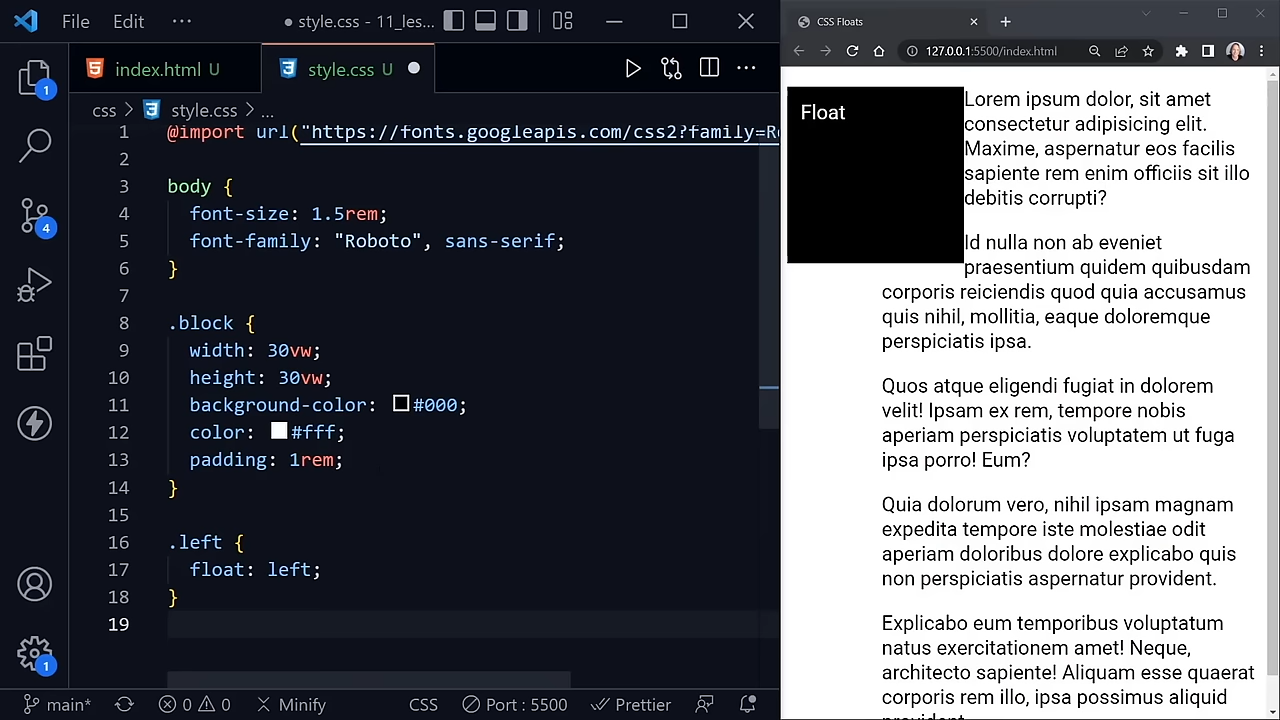 File Edit ··· style.css - 11_les...
index.html U style.css U
css > style.css > ...
1 @import url("https://fonts.googleapis.com/css2?family=Ro
2
3 body {
4 font-size: 1.5rem;
5 font-family: "Roboto", sans-serif;
6 }
7
8 .block {
9 width: 30vw;
10 height: 30vw;
11 background-color: #000;
12 color: #fff;
13 padding: 1rem;
14 }
15
16 .left {
17 float: left;
18 }
19
1
4
1
main* 0 0 Minify CSS Port : 5500 Prettier
CSS Floats
127.0.0.1:5500/index.html
Float
Lorem ipsum dolor, sit amet
consectetur adipisicing elit.
Maxime, aspernatur eos facilis
sapiente rem enim officiis sit illo
debitis corrupti?
Id nulla non ab eveniet
praesentium quidem quibusdam
corporis reiciendis quod quia accusamus
quis nihil, mollitia, eaque doloremque
perspiciatis ipsa.
Quos atque eligendi fugiat in dolorem
velit! Ipsam ex rem, tempore nobis
aperiam perspiciatis voluptatem ut fuga
ipsa porro! Eum?
Quia dolorum vero, nihil ipsam magnam
expedita tempore iste molestiae odit
aperiam doloribus dolore explicabo quis
non perspiciatis aspernatur provident.
Explicabo eum temporibus voluptatum
natus exercitationem amet! Neque,
architecto sapiente! Aliquam esse quaerat
corporis rem illo, ipsa possimus aliquid
provident